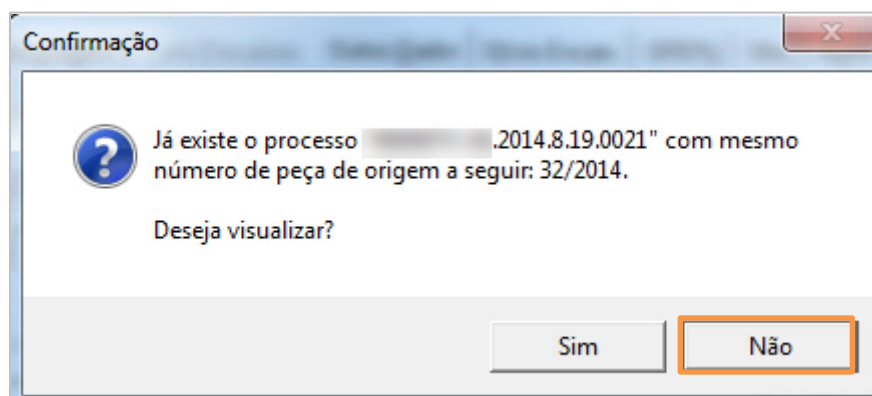 Confirmação
Já existe o processo .2014.8.19.0021" com mesmo
número de peça de origem a seguir: 32/2014.
Deseja visualizar?
Sim
Não